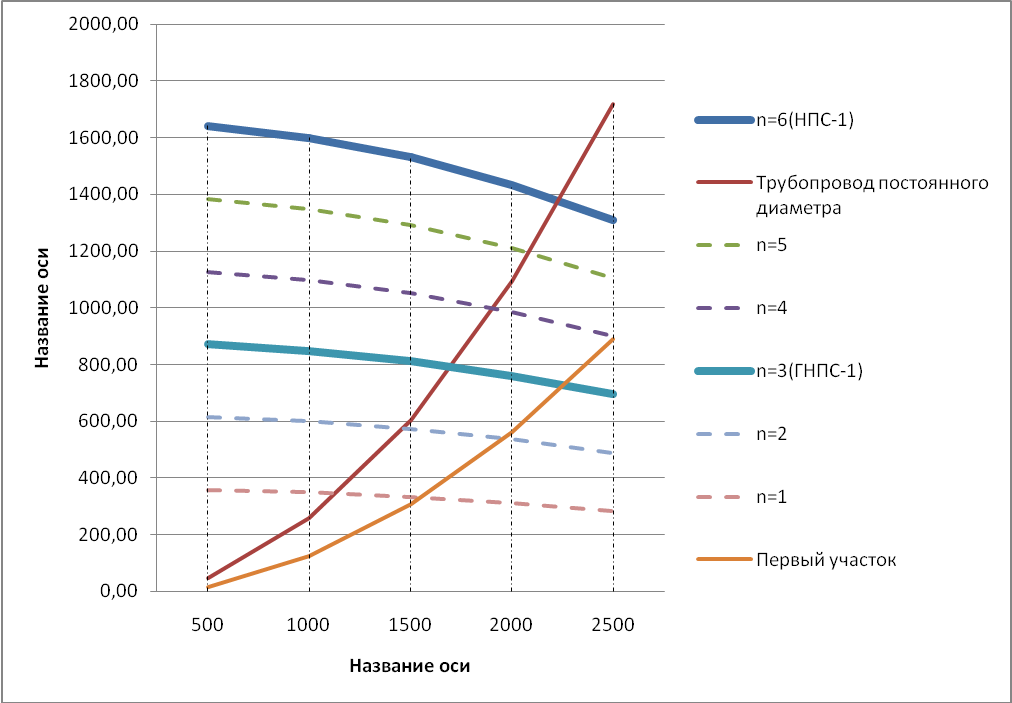 2000,00
1800,00
1600,00
1400,00
1200,00
1000,00
800,00
600,00
400,00
200,00
0,00
Название оси
500 1000 1500 2000 2500
Название оси
n=6(НПС-1)
Трубопровод постоянного
диаметра
n=5
n=4
n=3(ГНПС-1)
n=2
n=1
Первый участок